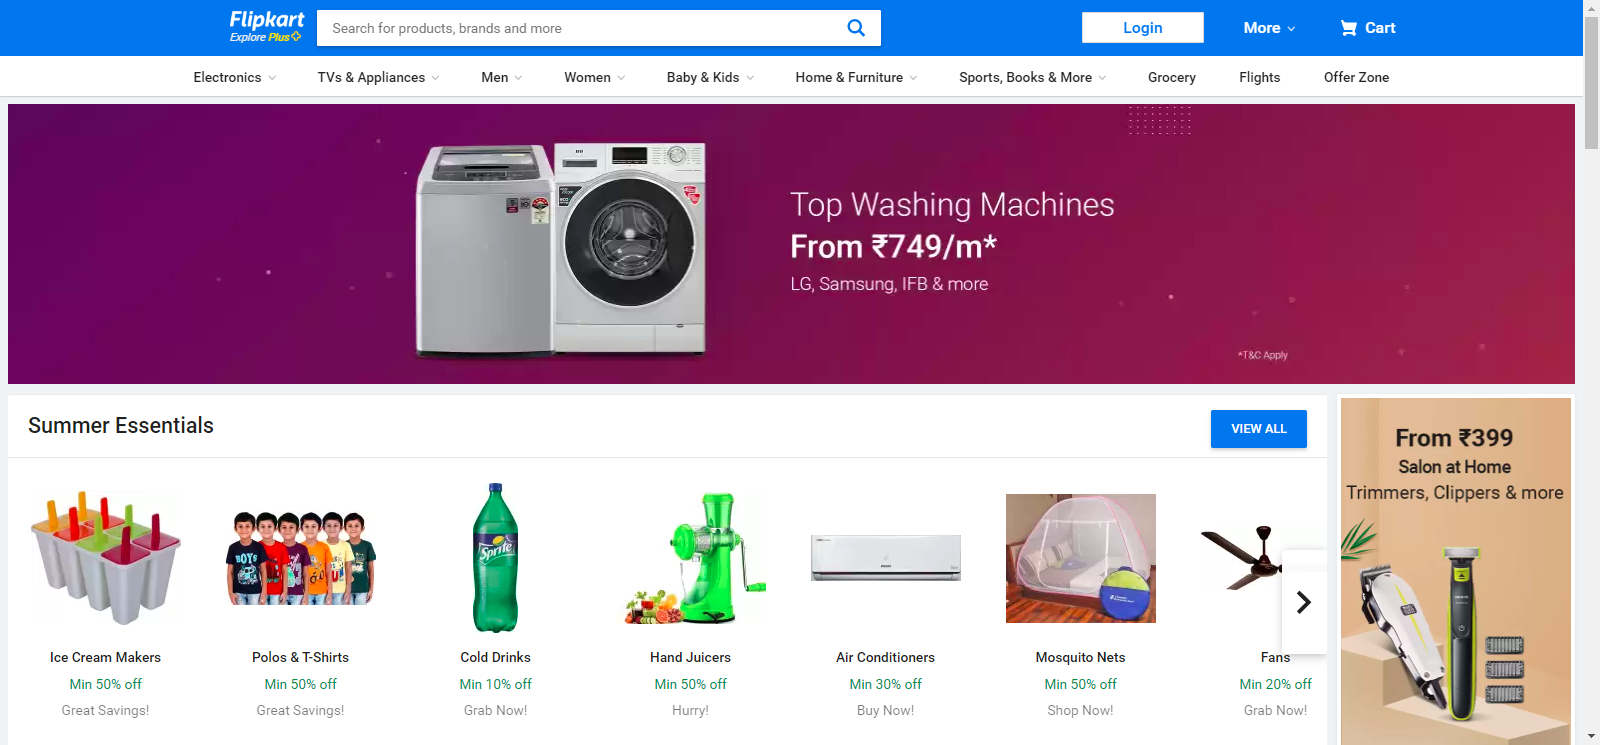 Flipkart
Explore Plus
Search for products, brands and more
Login
More
Cart
Electronics
TVs & Appliances
Men
Women
Baby & Kids
Home & Furniture
Sports, Books & More
Grocery
Flights
Offer Zone
Top Washing Machines
From ₹749/m*
LG, Samsung, IFB & more
*T&C Apply
Summer Essentials
VIEW ALL
Ice Cream Makers
Min 50% off
Great Savings!
BOYS
Polos & T-Shirts
Min 50% off
Great Savings!
Sprite
Cold Drinks
Min 10% off
Grab Now!
Hand Juicers
Min 50% off
Hurry!
Air Conditioners
Min 30% off
Buy Now!
Mosquito Nets
Min 50% off
Shop Now!
Fans
Min 20% off
Grab Now!
From ₹399
Salon at Home
Trimmers, Clippers & more